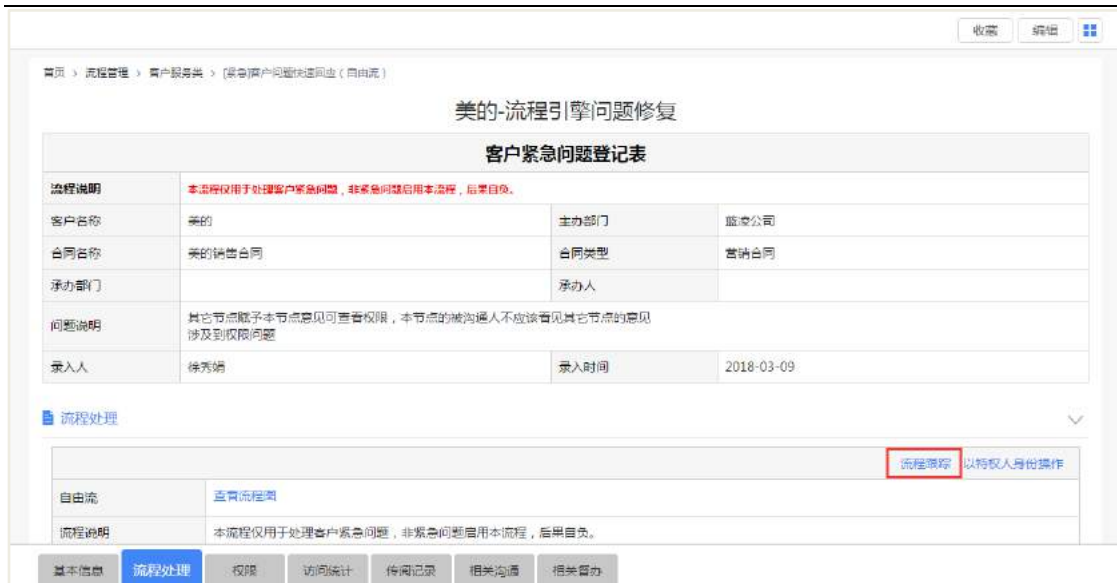 收藏 编辑
首页 > 流程管理 > 客户服务类 > [紧急]客户问题快速回应（自由流）
美的-流程引擎问题修复
客户紧急问题登记表
流程说明 本流程仅用于处理客户紧急问题，非紧急问题启用本流程，后果自负。
客户名称 美的 主办部门 蓝凌公司
合同名称 美的销售合同 合同类型 营销合同
承办部门 承办人
问题说明 其它节点赋予本节点意见可查看权限，本节点的被沟通人不应该看见其它节点的意见
涉及到权限问题
录入人 徐秀娟 录入时间 2018-03-09
流程处理
流程跟踪 以特权人身份操作
自由流 查看流程图
流程说明 本流程仅用于处理客户紧急问题，非紧急问题启用本流程，后果自负。
基本信息 流程处理 权限 访问统计 传阅记录 相关沟通 相关督办